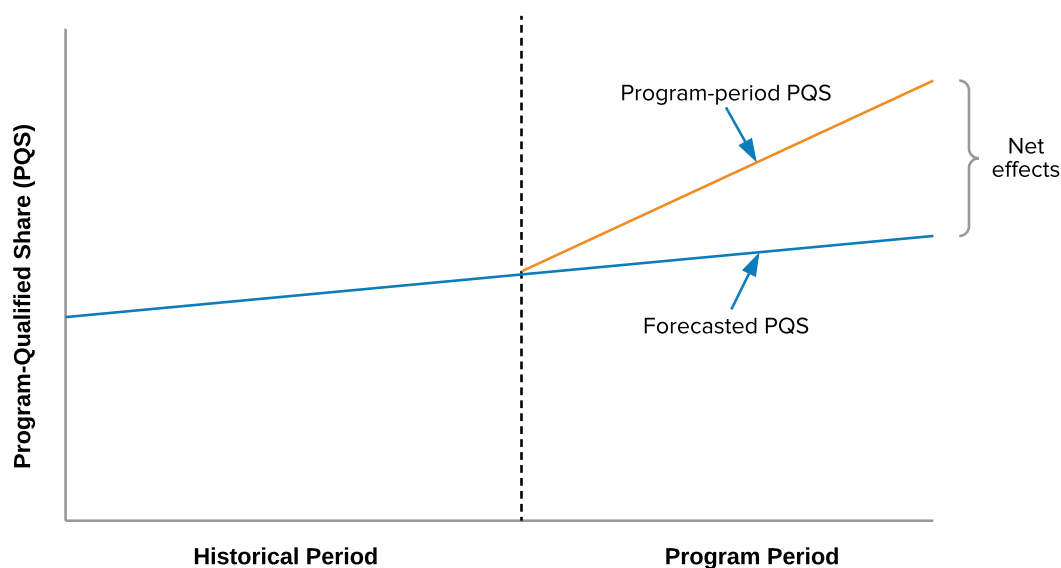 Program-Qualified Share (PQS)
Program-period PQS
Net
effects
Forecasted PQS
Historical Period
Program Period